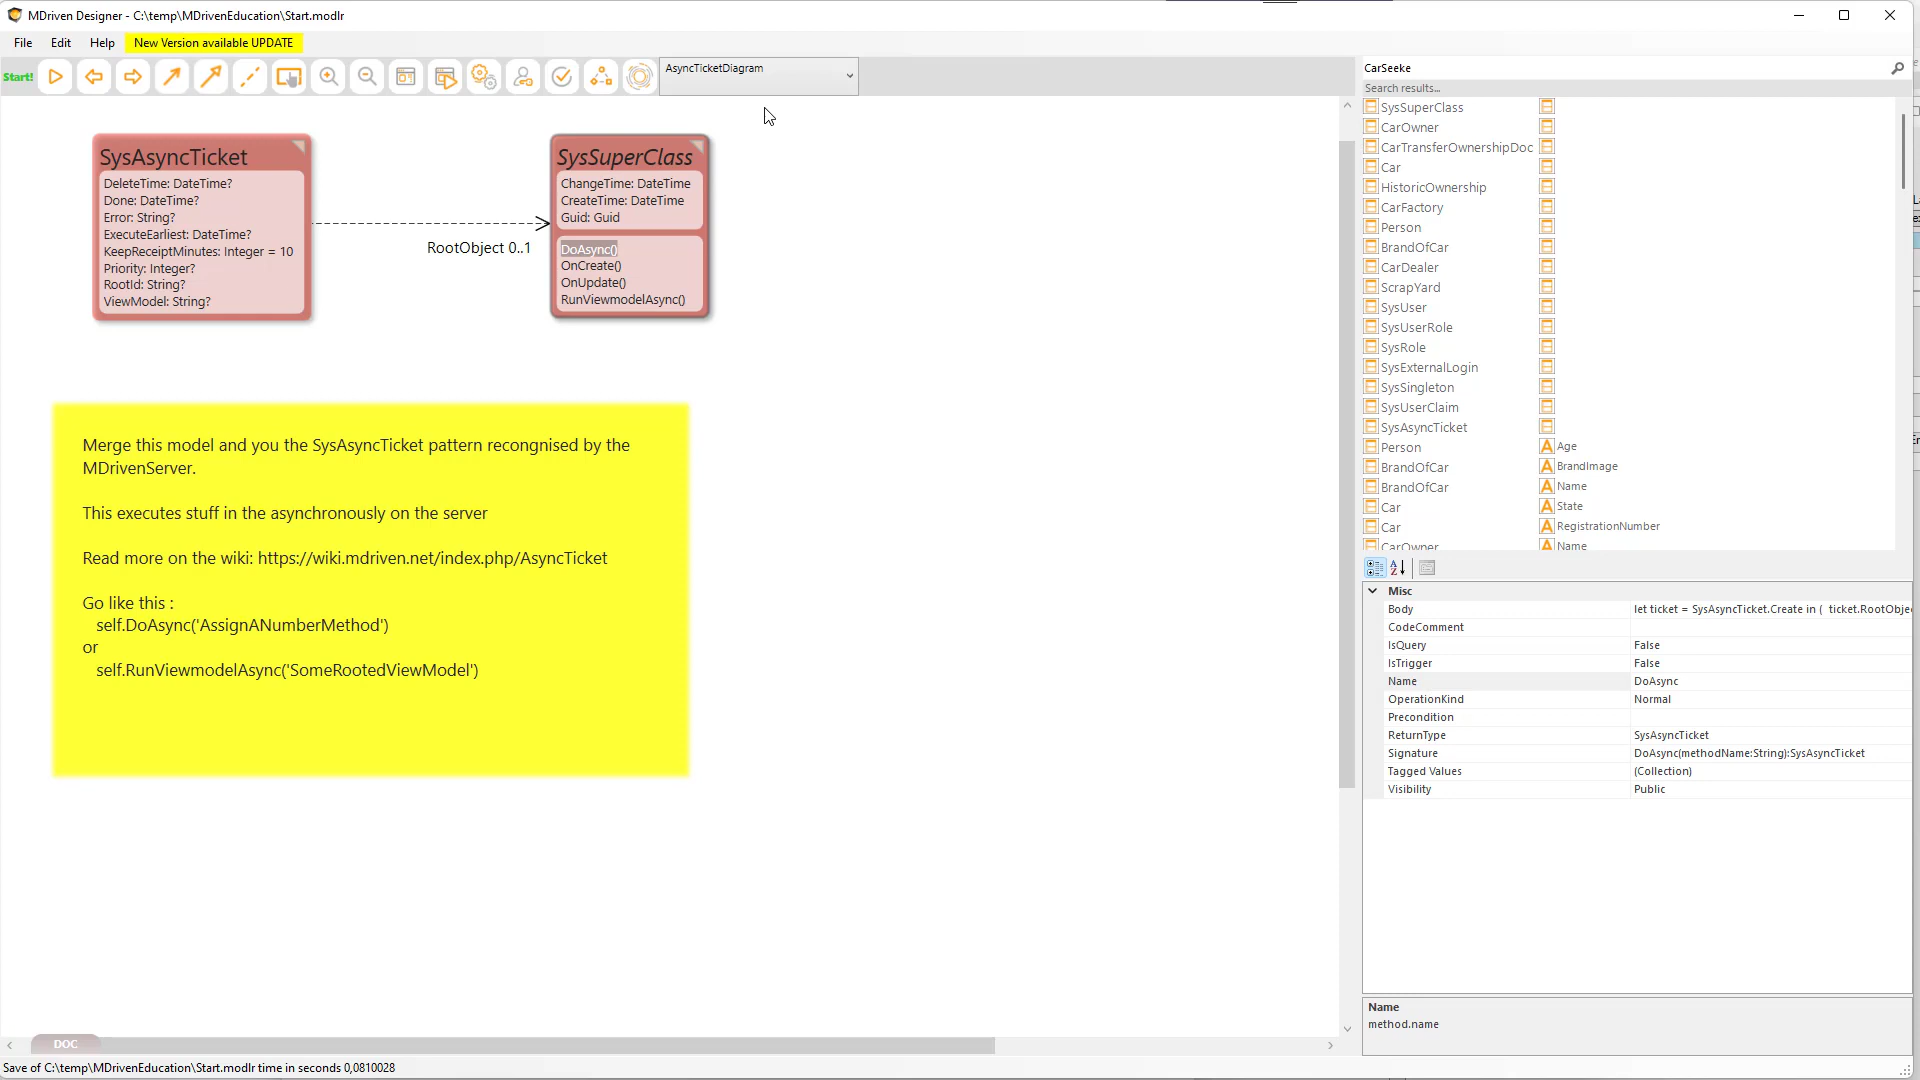 MDriven Designer - C:\temp\MDrivenEducation\Start.modlr
File Edit Help New Version available UPDATE
Start!
AsyncTicketDiagram
SysAsyncTicket
DeleteTime: DateTime?
Done: DateTime?
Error: String?
ExecuteEarliest: DateTime?
KeepReceiptMinutes: Integer = 10
Priority: Integer?
RootId: String?
ViewModel: String?
RootObject 0..1
SysSuperClass
ChangeTime: DateTime
CreateTime: DateTime
Guid: Guid
DoAsync()
OnCreate()
OnUpdate()
RunViewmodelAsync()
Merge this model and you the SysAsyncTicket pattern recongnised by the
MDrivenServer.
This executes stuff in the asynchronously on the server
Read more on the wiki: https://wiki.mdriven.net/index.php/AsyncTicket
Go like this :
self.DoAsync('AssignANumberMethod')
or
self.RunViewmodelAsync('SomeRootedViewModel')
DOC
Save of C:\temp\MDrivenEducation\Start.modlr time in seconds 0,0810028
CarSeeke
Search results...
SysSuperClass
CarOwner
CarTransferOwnershipDoc
Car
HistoricOwnership
CarFactory
Person
BrandOfCar
CarDealer
ScrapYard
SysUser
SysUserRole
SysRole
SysExternalLogin
SysSingleton
SysUserClaim
SysAsyncTicket
Person Age
BrandOfCar BrandImage
BrandOfCar Name
Car State
Car RegistrationNumber
CarOwner Name
Misc
Body let ticket = SysAsyncTicket.Create in ( ticket.RootObje
CodeComment
IsQuery False
IsTrigger False
Name DoAsync
OperationKind Normal
Precondition
ReturnType SysAsyncTicket
Signature DoAsync(methodName:String):SysAsyncTicket
Tagged Values (Collection)
Visibility Public
Name
method.name